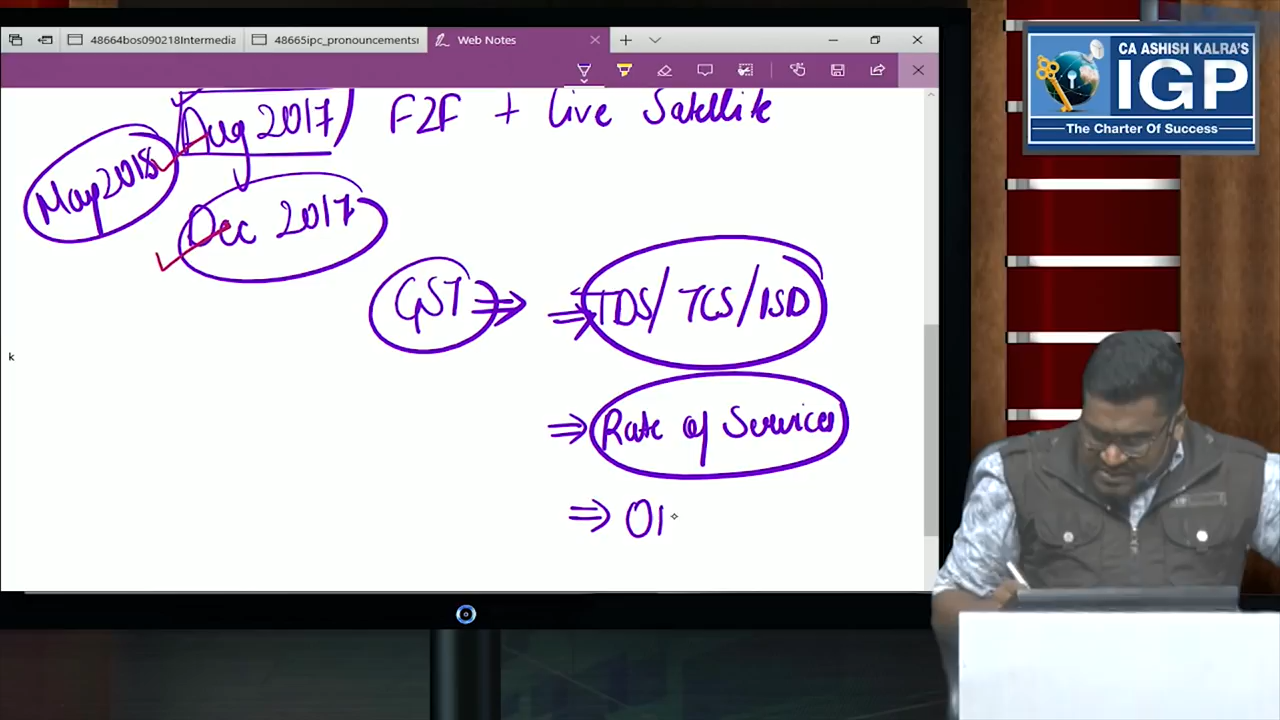 48664bos090218Intermedia
48665ipc_pronouncements
Web Notes
CA ASHISH KALRA'S
IGP
The Charter Of Success
Aug 2017 F2F + Live Satellite
May 2018
Dec 2017
GST ⇒ ⇒ TDS/ TCS/ ISD
k
⇒ Rate of Services
⇒ 01